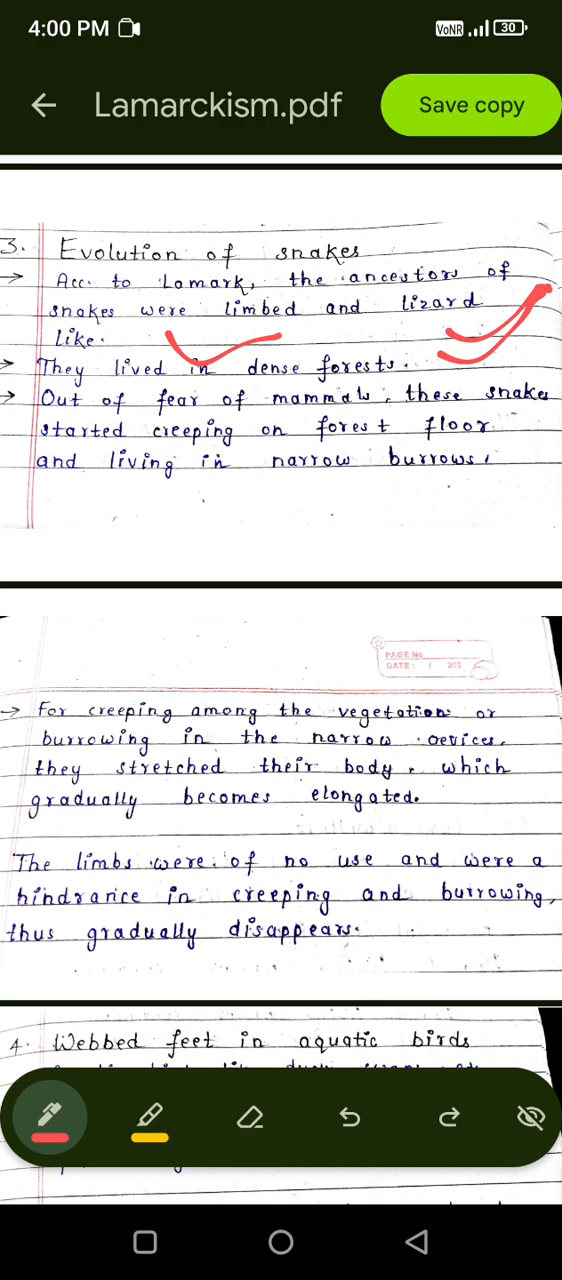 4:00 PM
VoNR 30
Lamarckism.pdf
Save copy
3. Evolution of snakes
→ Acc. to Lamark, the ancestors of
snakes were limbed and lizard
like.
→ They lived in dense forests.
→ Out of fear of mammals, these snakes
started creeping on forest floor
and living in narrow burrows.
PAGE No
DATE: / 202
→ For creeping among the vegetation or
burrowing in the narrow crevices,
they stretched their body, which
gradually becomes elongated.
The limbs were of no use and were a
hindrance in creeping and burrowing,
thus gradually disappears.
4. Webbed feet in aquatic birds